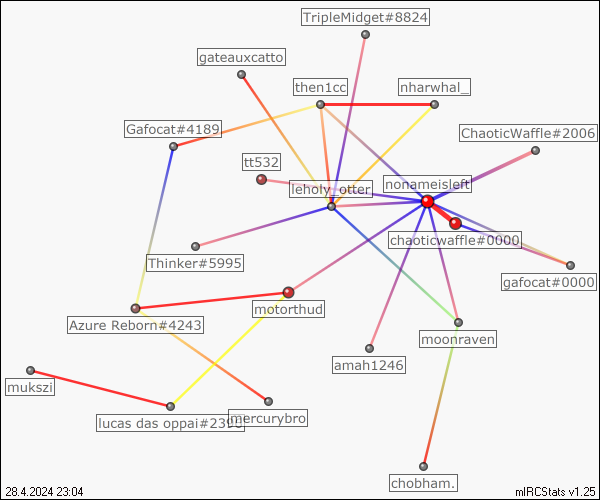 TripleMidget#8824
gateauxcatto
then1cc
nharwhal_
Gafocat#4189
ChaoticWaffle#2006
tt532
leholy_otter
nonameisleft
chaoticwaffle#0000
Thinker#5995
gafocat#0000
motorthud
Azure Reborn#4243
moonraven
amah1246
mukszi
lucas das oppai#239
mercurybro
chobham.
28.4.2024 23:04
mIRCStats v1.25